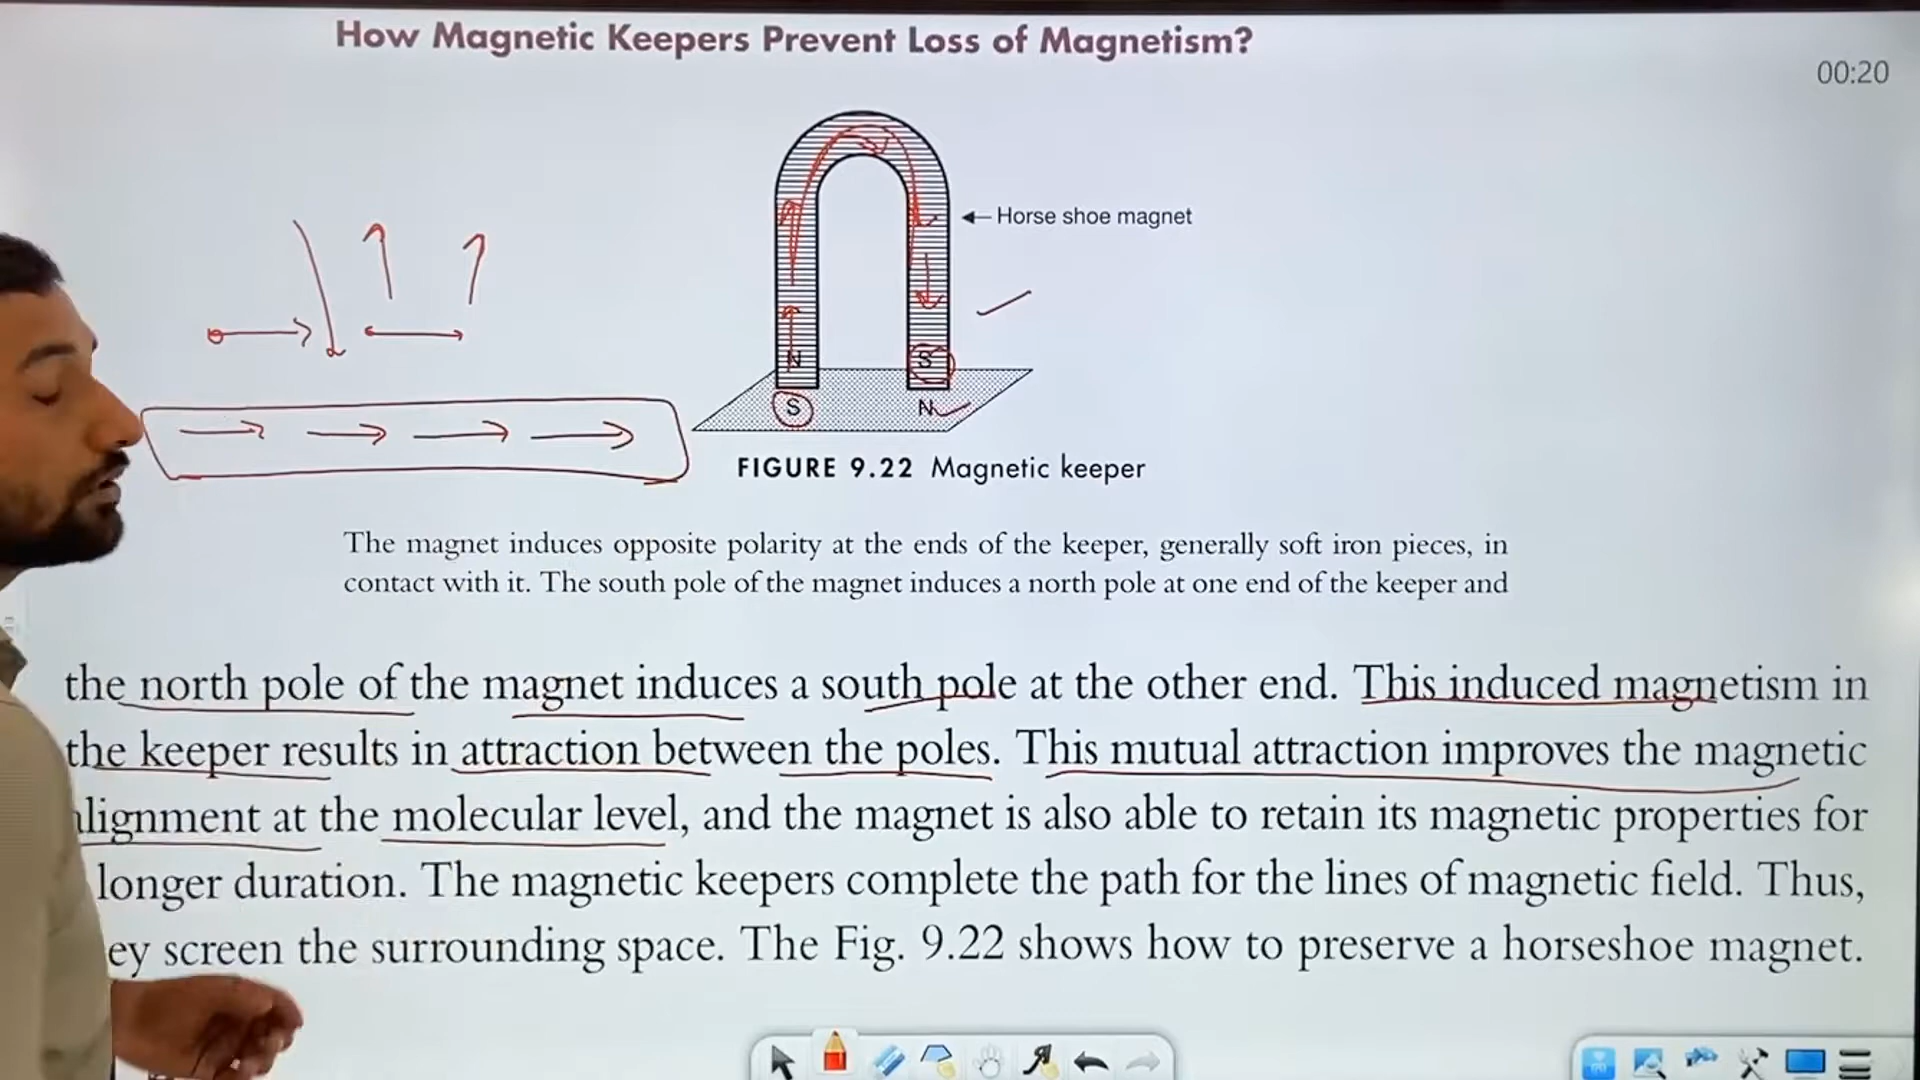 How Magnetic Keepers Prevent Loss of Magnetism?
00:20
Horse shoe magnet
N
S
S
N
FIGURE 9.22 Magnetic keeper
The magnet induces opposite polarity at the ends of the keeper, generally soft iron pieces, in
contact with it. The south pole of the magnet induces a north pole at one end of the keeper and
the north pole of the magnet induces a south pole at the other end. This induced magnetism in
the keeper results in attraction between the poles. This mutual attraction improves the magnetic
lignment at the molecular level, and the magnet is also able to retain its magnetic properties for
longer duration. The magnetic keepers complete the path for the lines of magnetic field. Thus,
ey screen the surrounding space. The Fig. 9.22 shows how to preserve a horseshoe magnet.